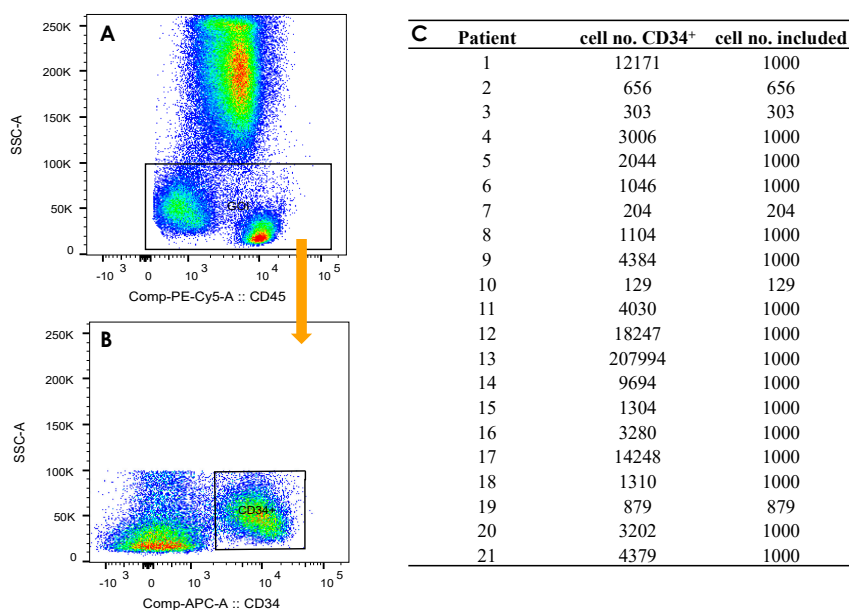 A
250K
200K
150K
100K
50K
0
SSC-A
-10 3 0 10 3 10 4 10 5
Comp-PE-Cy5-A :: CD45
B
250K
200K
150K
100K
50K
0
SSC-A
CD34+
-10 3 0 10 3 10 4 10 5
Comp-APC-A :: CD34
C Patient cell no. CD34+ cell no. included
1 12171 1000
2 656 656
3 303 303
4 3006 1000
5 2044 1000
6 1046 1000
7 204 204
8 1104 1000
9 4384 1000
10 129 129
11 4030 1000
12 18247 1000
13 207994 1000
14 9694 1000
15 1304 1000
16 3280 1000
17 14248 1000
18 1310 1000
19 879 879
20 3202 1000
21 4379 1000